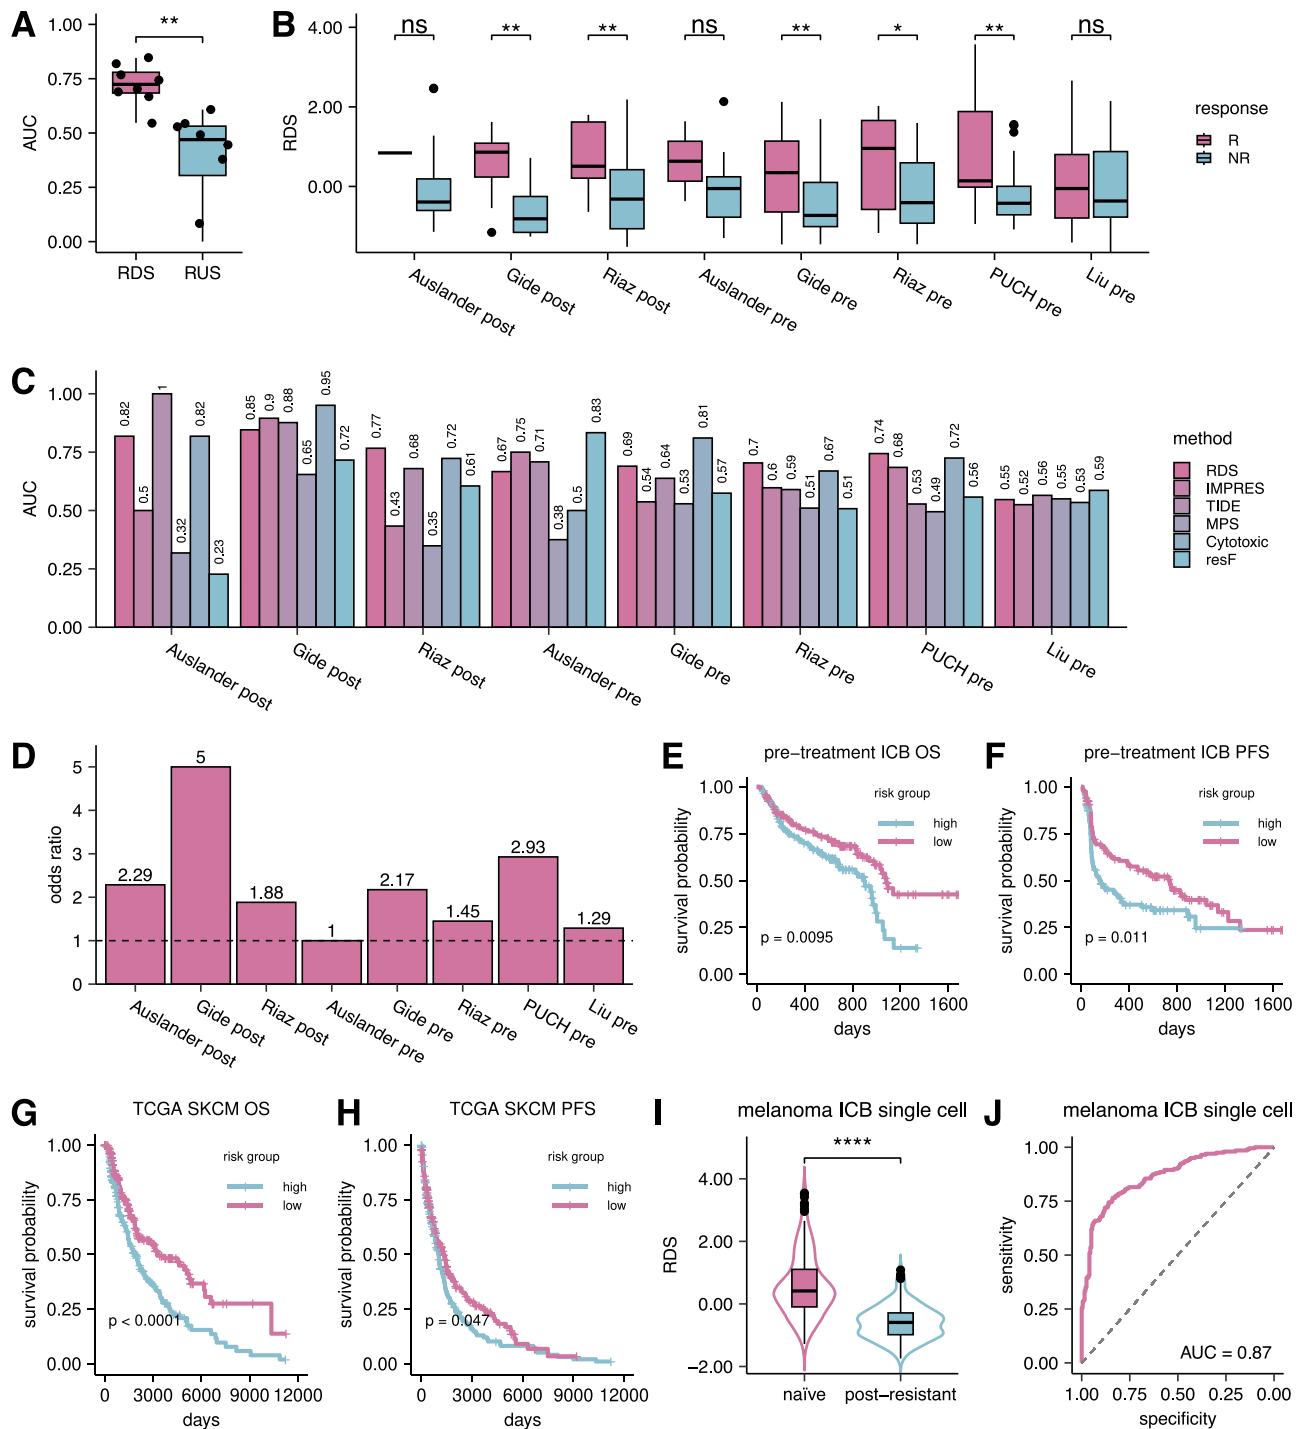 A
AUC
1.00
0.75
0.50
0.25
0.00
**
RDS
RUS
B
RDS
4.00
2.00
0.00
ns
**
**
ns
**
*
**
ns
Auslander post
Gide post
Riaz post
Auslander pre
Gide pre
Riaz pre
PUCH pre
Liu pre
response
R
NR
C
AUC
1.00
0.75
0.50
0.25
0.00
0.82
0.5
1
0.32
0.82
0.23
0.85
0.9
0.88
0.65
0.95
0.72
0.77
0.43
0.68
0.35
0.72
0.61
0.67
0.75
0.71
0.38
0.5
0.83
0.69
0.54
0.64
0.53
0.81
0.57
0.7
0.6
0.59
0.51
0.67
0.51
0.74
0.68
0.53
0.49
0.72
0.56
0.55
0.52
0.56
0.55
0.53
0.59
Auslander post
Gide post
Riaz post
Auslander pre
Gide pre
Riaz pre
PUCH pre
Liu pre
method
RDS
IMPRES
TIDE
MPS
Cytotoxic
resF
D
odds ratio
5
4
3
2
1
0
2.29
5
1.88
1
2.17
1.45
2.93
1.29
Auslander post
Gide post
Riaz post
Auslander pre
Gide pre
Riaz pre
PUCH pre
Liu pre
E
pre−treatment ICB OS
survival probability
1.00
0.75
0.50
0.25
0.00
risk group
high
low
p = 0.0095
0 400 800 1200 1600
days
F
pre−treatment ICB PFS
survival probability
1.00
0.75
0.50
0.25
0.00
risk group
high
low
p = 0.011
0 400 800 1200 1600
days
G
TCGA SKCM OS
survival probability
1.00
0.75
0.50
0.25
0.00
risk group
high
low
p < 0.0001
0 3000 6000 9000 12000
days
H
TCGA SKCM PFS
survival probability
1.00
0.75
0.50
0.25
0.00
risk group
high
low
p = 0.047
0 3000 6000 9000 12000
days
I
melanoma ICB single cell
RDS
4.00
2.00
0.00
−2.00
****
naïve
post−resistant
J
melanoma ICB single cell
sensitivity
1.00
0.75
0.50
0.25
0.00
AUC = 0.87
1.00 0.75 0.50 0.25 0.00
specificity